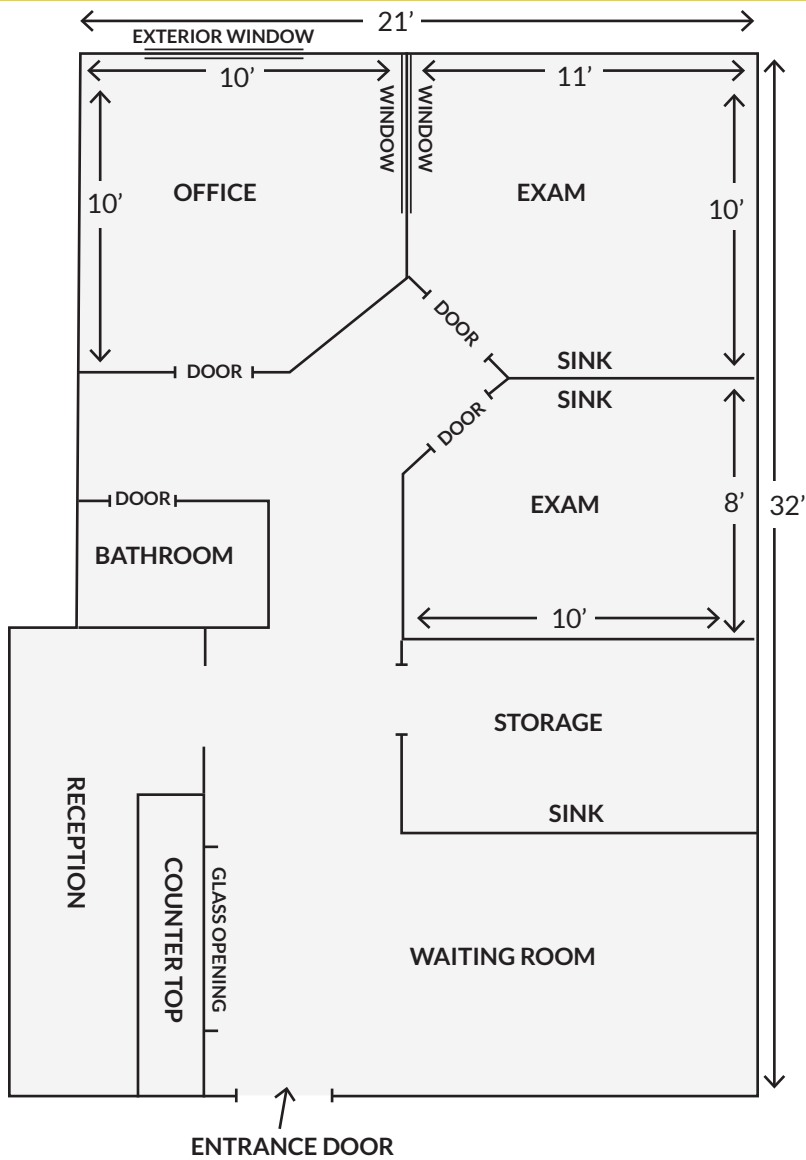 21’
EXTERIOR WINDOW
10’
11’
WINDOW
WINDOW
10’
OFFICE
EXAM
10’
DOOR
DOOR
SINK
SINK
DOOR
DOOR
EXAM
8’
32’
BATHROOM
10’
STORAGE
RECEPTION
SINK
COUNTER TOP
GLASS OPENING
WAITING ROOM
ENTRANCE DOOR